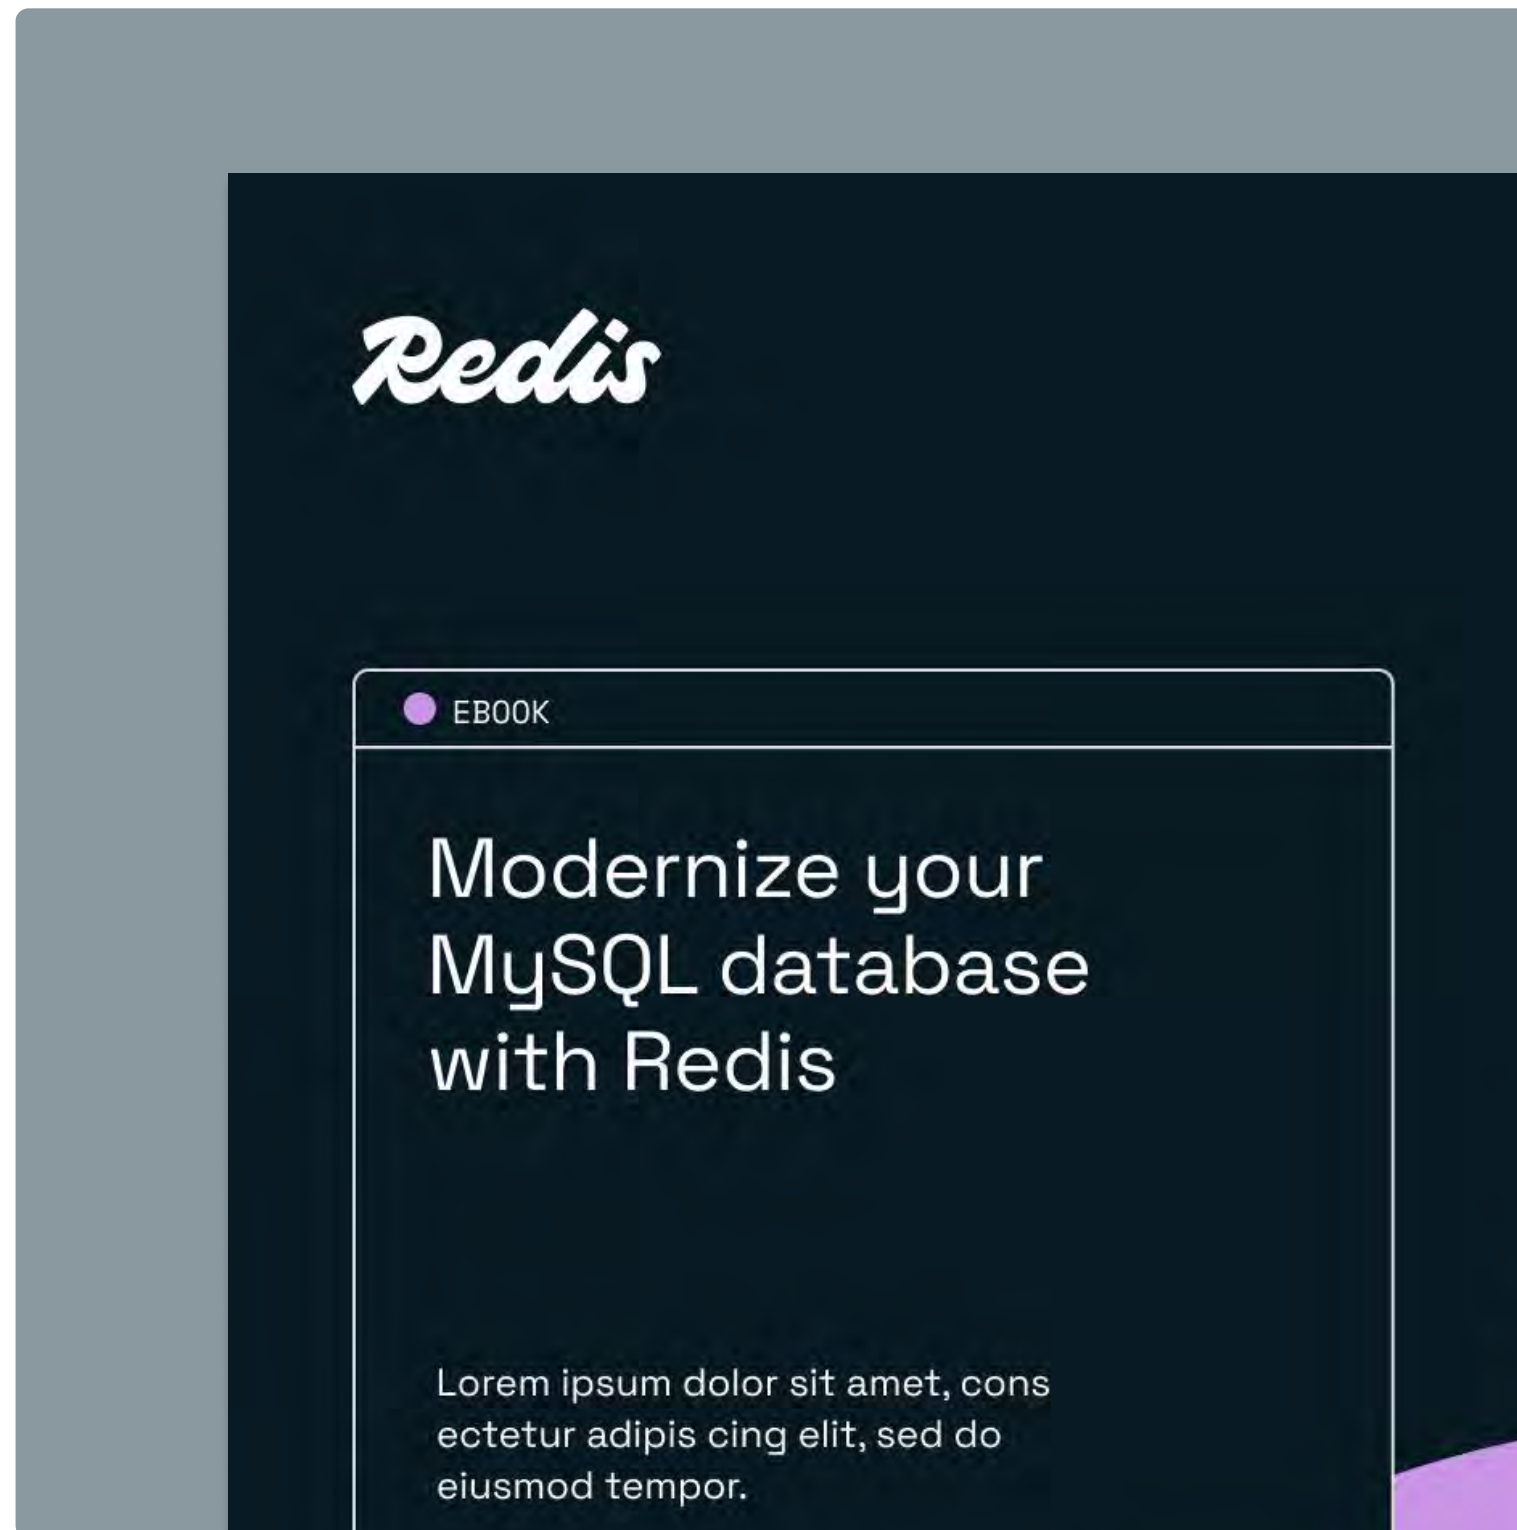 Redis
EBOOK
Modernize your
MySQL database
with Redis
Lorem ipsum dolor sit amet, cons
ectetur adipis cing elit, sed do
eiusmod tempor.